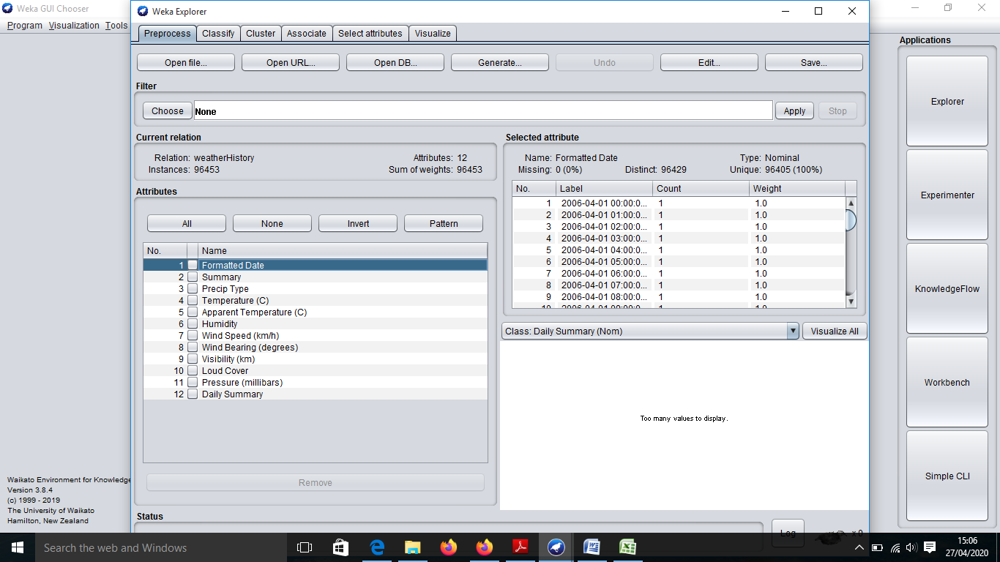 Weka GUI Chooser
Program Visualization Tools
Weka Explorer
Preprocess Classify Cluster Associate Select attributes Visualize
Open file... Open URL... Open DB... Generate... Undo Edit... Save...
Filter
Choose None Apply Stop
Current relation
Relation: weatherHistory Attributes: 12
Instances: 96453 Sum of weights: 96453
Attributes
All None Invert Pattern
No. Name
1 Formatted Date
2 Summary
3 Precip Type
4 Temperature (C)
5 Apparent Temperature (C)
6 Humidity
7 Wind Speed (km/h)
8 Wind Bearing (degrees)
9 Visibility (km)
10 Loud Cover
11 Pressure (millibars)
12 Daily Summary
Remove
Selected attribute
Name: Formatted Date Type: Nominal
Missing: 0 (0%) Distinct: 96429 Unique: 96405 (100%)
No. Label Count Weight
1 2006-04-01 00:00:0... 1 1.0
2 2006-04-01 01:00:0... 1 1.0
3 2006-04-01 02:00:0... 1 1.0
4 2006-04-01 03:00:0... 1 1.0
5 2006-04-01 04:00:0... 1 1.0
6 2006-04-01 05:00:0... 1 1.0
7 2006-04-01 06:00:0... 1 1.0
8 2006-04-01 07:00:0... 1 1.0
9 2006-04-01 08:00:0... 1 1.0
Class: Daily Summary (Nom) Visualize All
Too many values to display.
Status
Log x 0
Applications
Explorer
Experimenter
KnowledgeFlow
Workbench
Simple CLI
Waikato Environment for Knowledge
Version 3.8.4
(c) 1999 - 2019
The University of Waikato
Hamilton, New Zealand
Search the web and Windows
15:06
27/04/2020